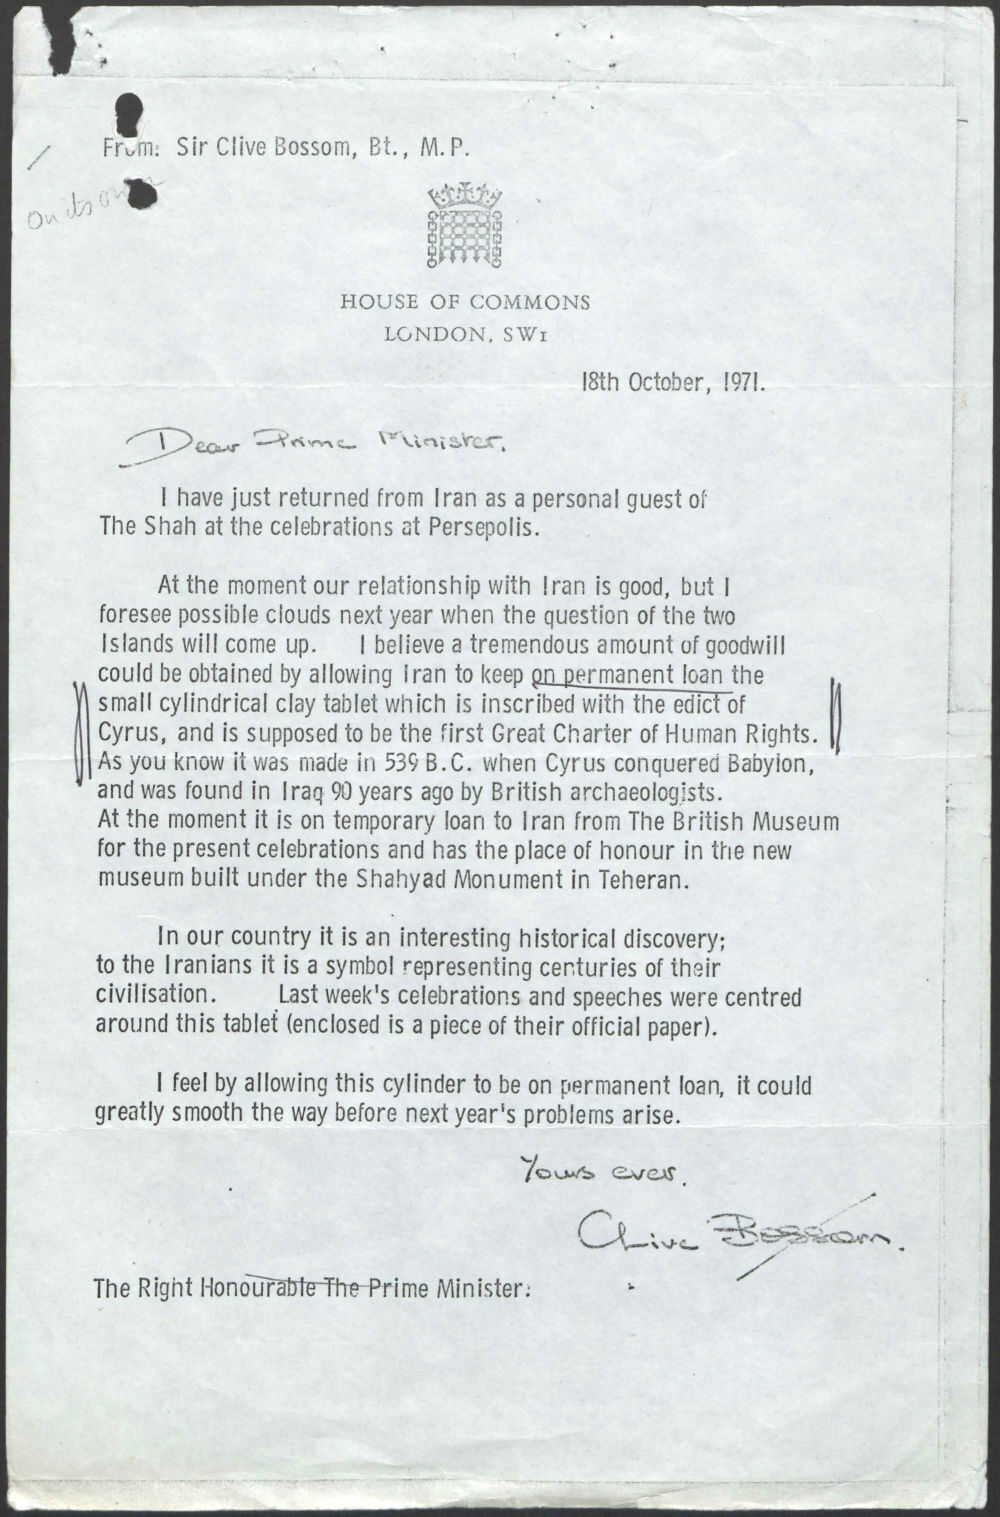 From: Sir Clive Bossom, Bt., M.P.
On its own
HOUSE OF COMMONS
LONDON, SW1
18th October, 1971.
Dear Prime Minister,
I have just returned from Iran as a personal guest of
The Shah at the celebrations at Persepolis.
At the moment our relationship with Iran is good, but I
foresee possible clouds next year when the question of the two
Islands will come up. I believe a tremendous amount of goodwill
could be obtained by allowing Iran to keep on permanent loan the
small cylindrical clay tablet which is inscribed with the edict of
Cyrus, and is supposed to be the first Great Charter of Human Rights.
As you know it was made in 539 B.C. when Cyrus conquered Babylon,
and was found in Iraq 90 years ago by British archaeologists.
At the moment it is on temporary loan to Iran from The British Museum
for the present celebrations and has the place of honour in the new
museum built under the Shahyad Monument in Teheran.
In our country it is an interesting historical discovery;
to the Iranians it is a symbol representing centuries of their
civilisation. Last week's celebrations and speeches were centred
around this tablet (enclosed is a piece of their official paper).
I feel by allowing this cylinder to be on permanent loan, it could
greatly smooth the way before next year's problems arise.
Yours ever,
Clive Bossom.
The Right Honourable The Prime Minister.